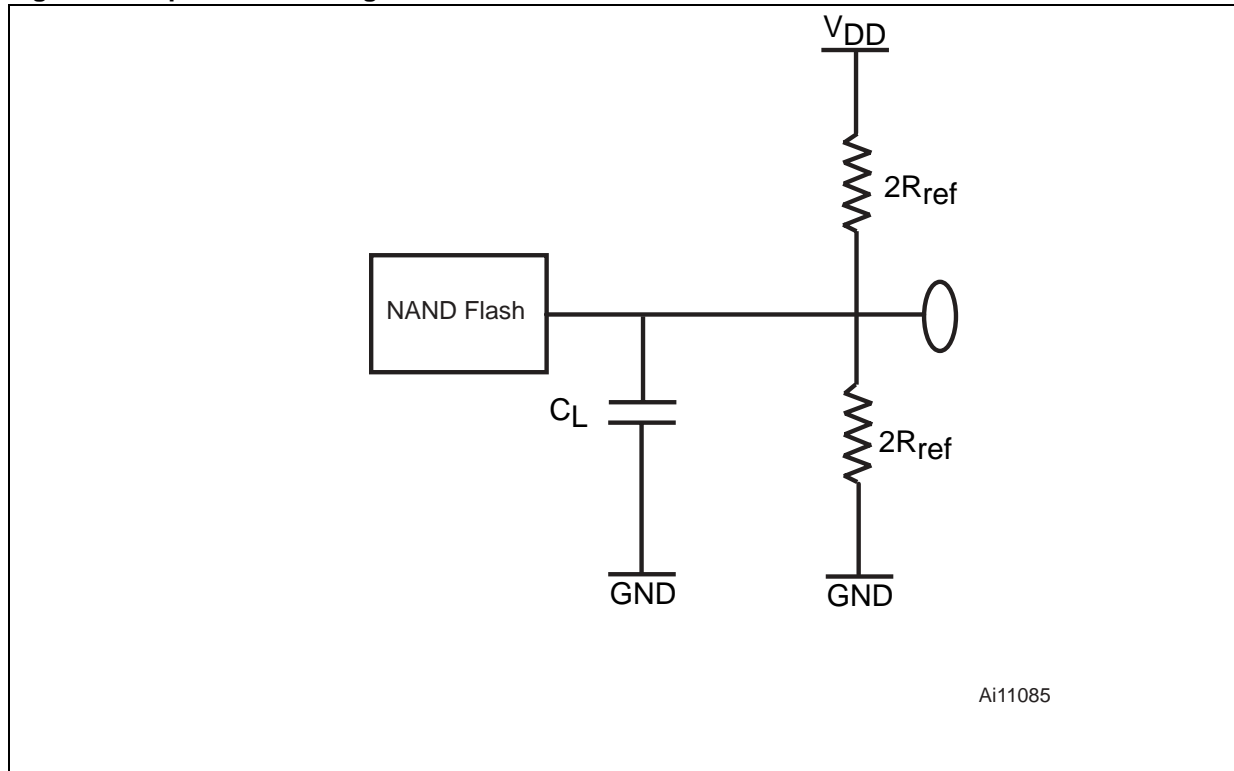 VDD
2Rref
NAND Flash
CL
2Rref
GND
GND
Ai11085